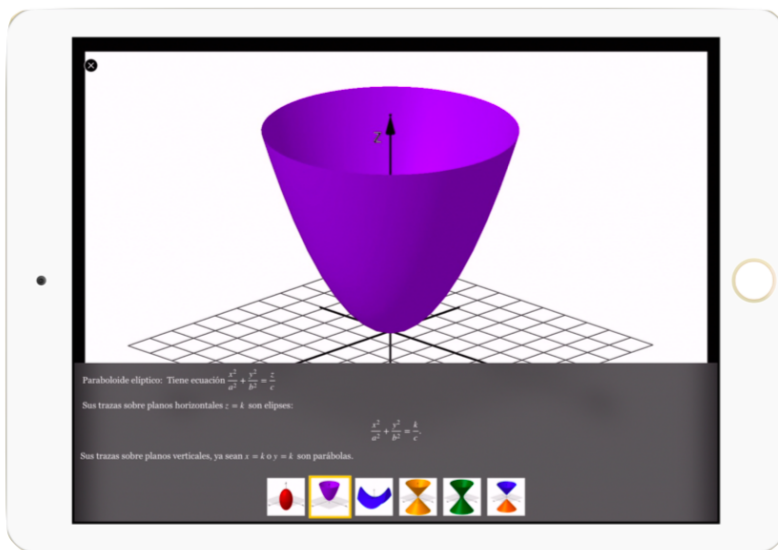 z
Paraboloide elíptico: Tiene ecuación x²/a² + y²/b² = z/c
Sus trazas sobre planos horizontales z = k son elipses:
x²/a² + y²/b² = k/c.
Sus trazas sobre planos verticales, ya sean x = k o y = k son parábolas.